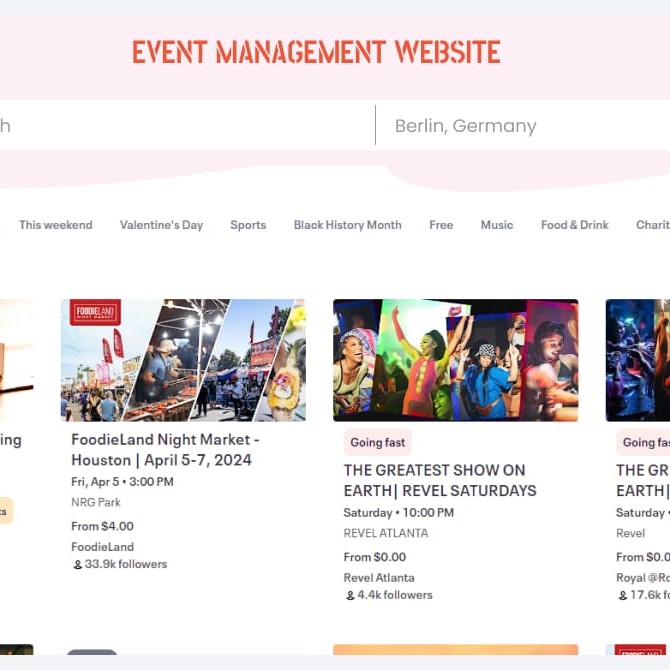 EVENT MANAGEMENT WEBSITE
h
Berlin, Germany
This weekend
Valentine's Day
Sports
Black History Month
Free
Music
Food & Drink
Charit
ing
ts
FOODIELAND
NIGHT MARKET
FoodieLand Night Market -
Houston | April 5-7, 2024
Fri, Apr 5 • 3:00 PM
NRG Park
From $4.00
FoodieLand
33.9k followers
Going fast
THE GREATEST SHOW ON
EARTH| REVEL SATURDAYS
Saturday • 10:00 PM
REVEL ATLANTA
From $0.00
Revel Atlanta
4.4k followers
Going fas
THE GR
EARTH|
Saturday •
Revel
From $0.0
Royal @Ro
17.6k fo
FOODIELAND